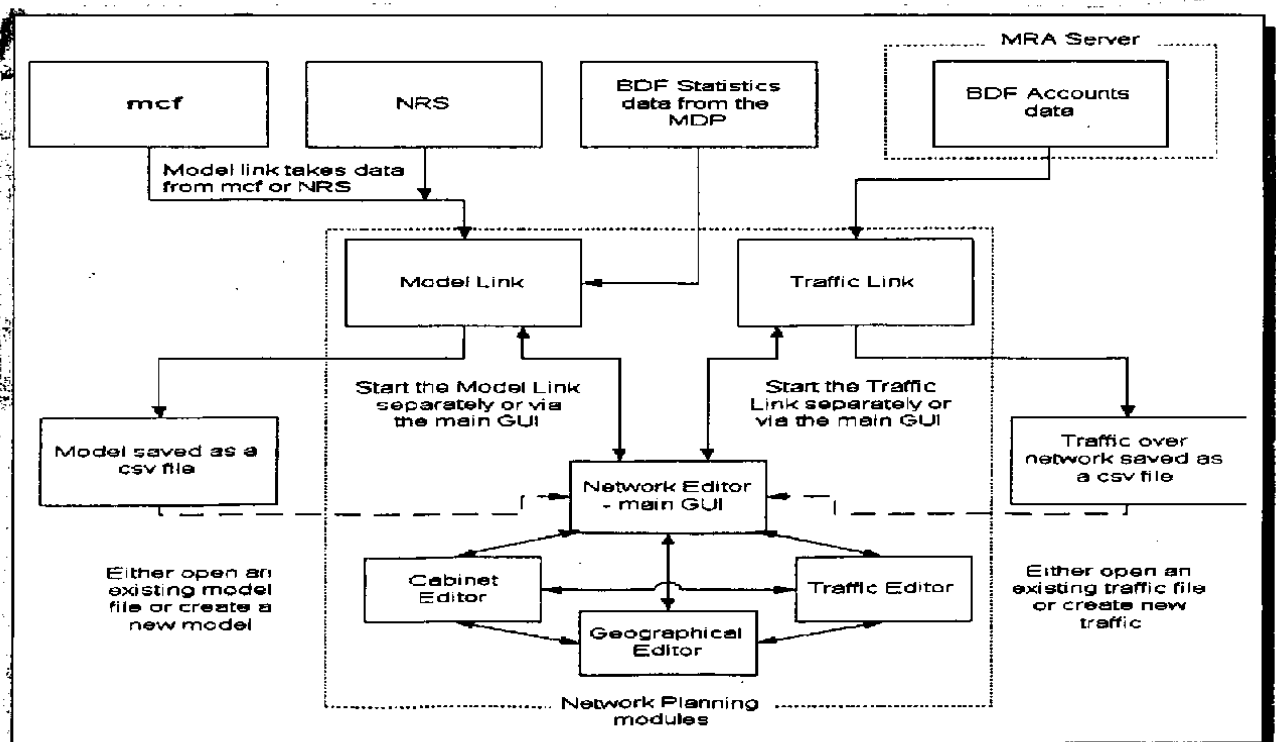 MRA Server
mcf
NRS
BDF Statistics
data from the
MDP
BDF Accounts
data
Model link takes data
from mcf or NRS
Model Link
Traffic Link
Start the Model Link
separately or via
the main GUI
Start the Traffic
Link separately or
via the main GUI
Model saved as a
csv file
Traffic over
network saved as
a csv file
Network Editor
- main GUI
Either open an
existing model
file or create a
new model
Cabinet
Editor
Traffic Editor
Either open an
existing traffic file
or create new
traffic
Geographical
Editor
Network Planning
modules